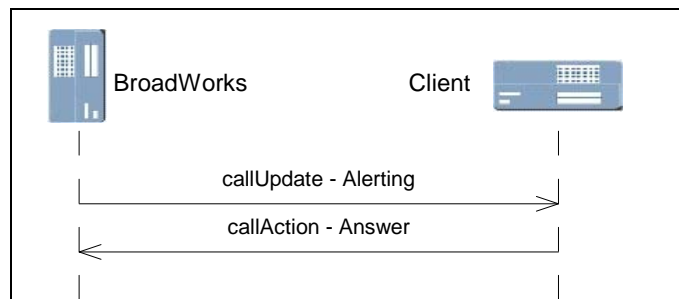 BroadWorks
Client
callUpdate - Alerting
callAction - Answer